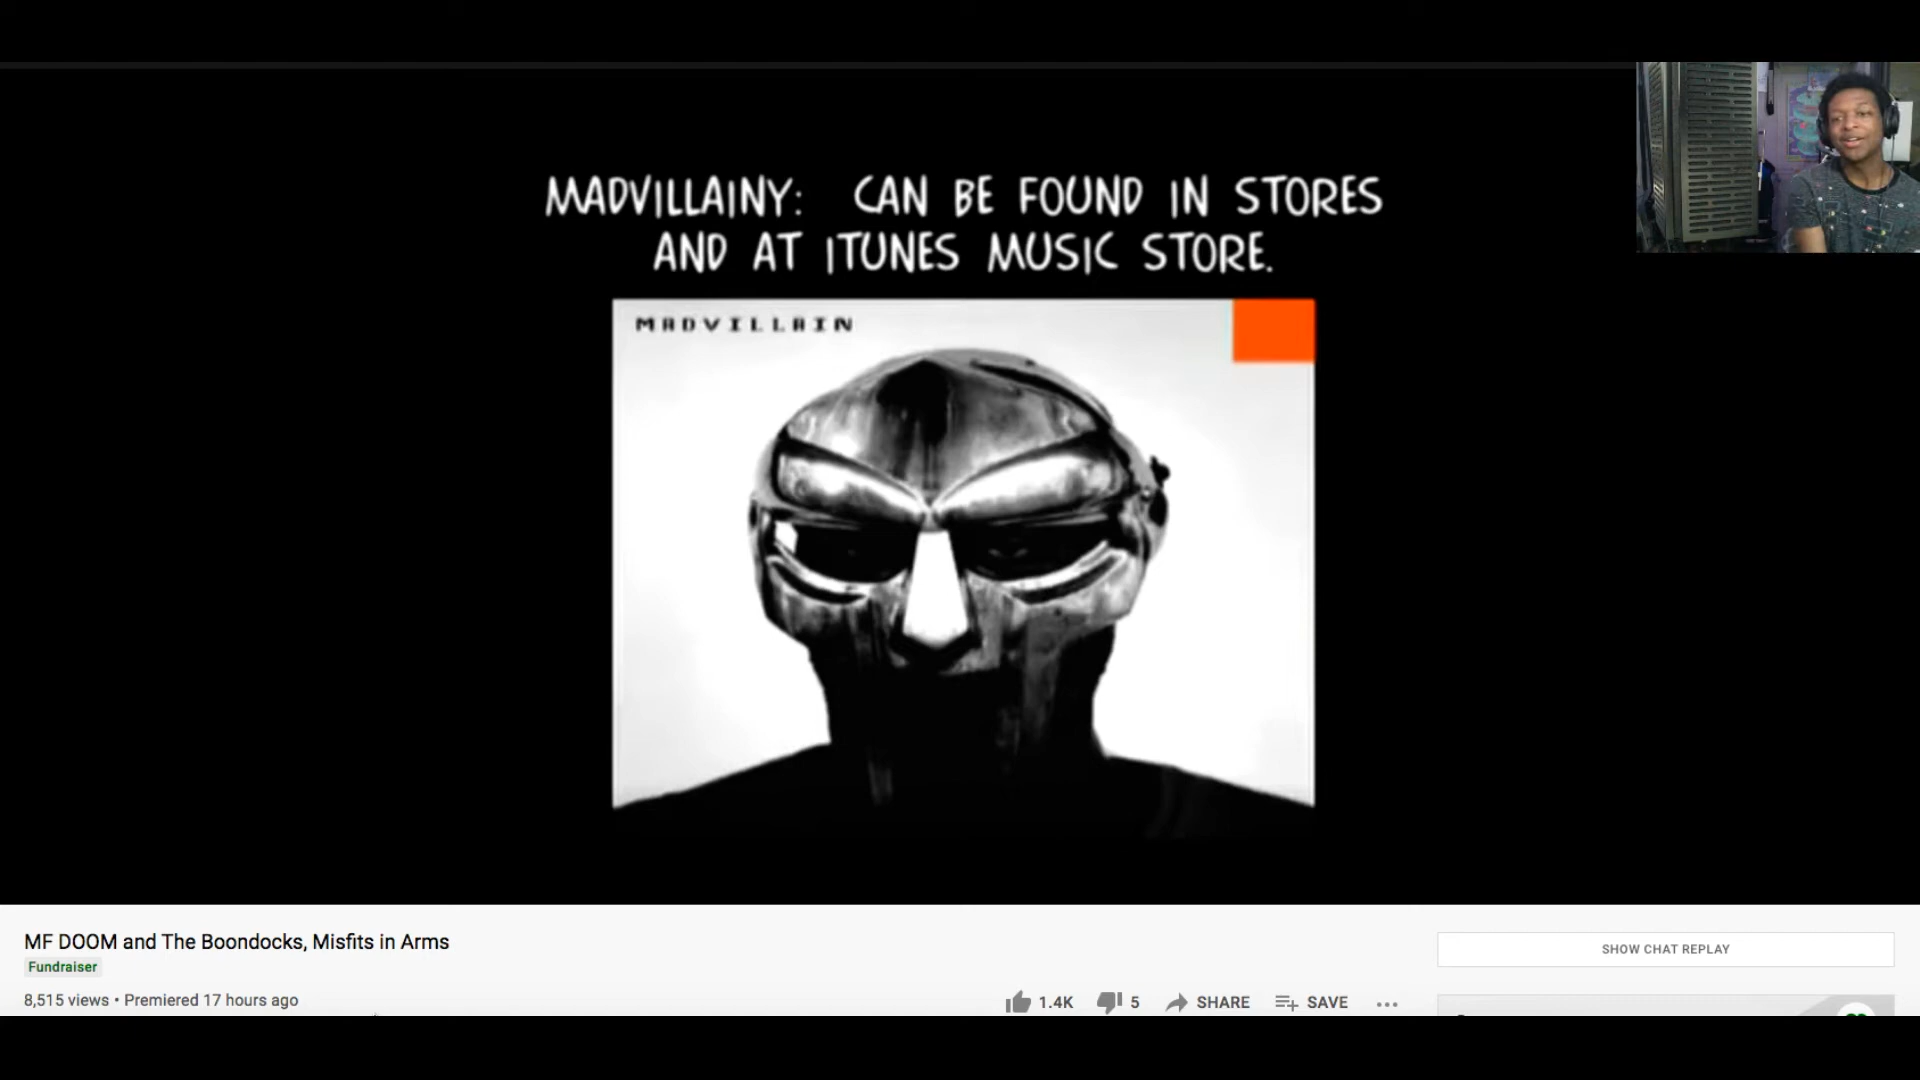 MADVILLAINY: CAN BE FOUND IN STORES
AND AT ITUNES MUSIC STORE.
MADVILLAIN
MF DOOM and The Boondocks, Misfits in Arms
Fundraiser
8,515 views • Premiered 17 hours ago
1.4K
5
SHARE
SAVE
SHOW CHAT REPLAY